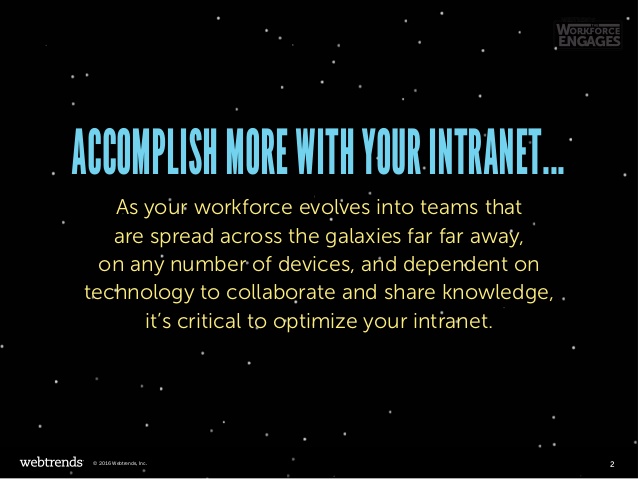 THE
WORKFORCE
ENGAGES
ACCOMPLISH MORE WITH YOUR INTRANET...
As your workforce evolves into teams that
are spread across the galaxies far far away,
on any number of devices, and dependent on
technology to collaborate and share knowledge,
it's critical to optimize your intranet.
webtrends
© 2016 Webtrends, Inc.
2